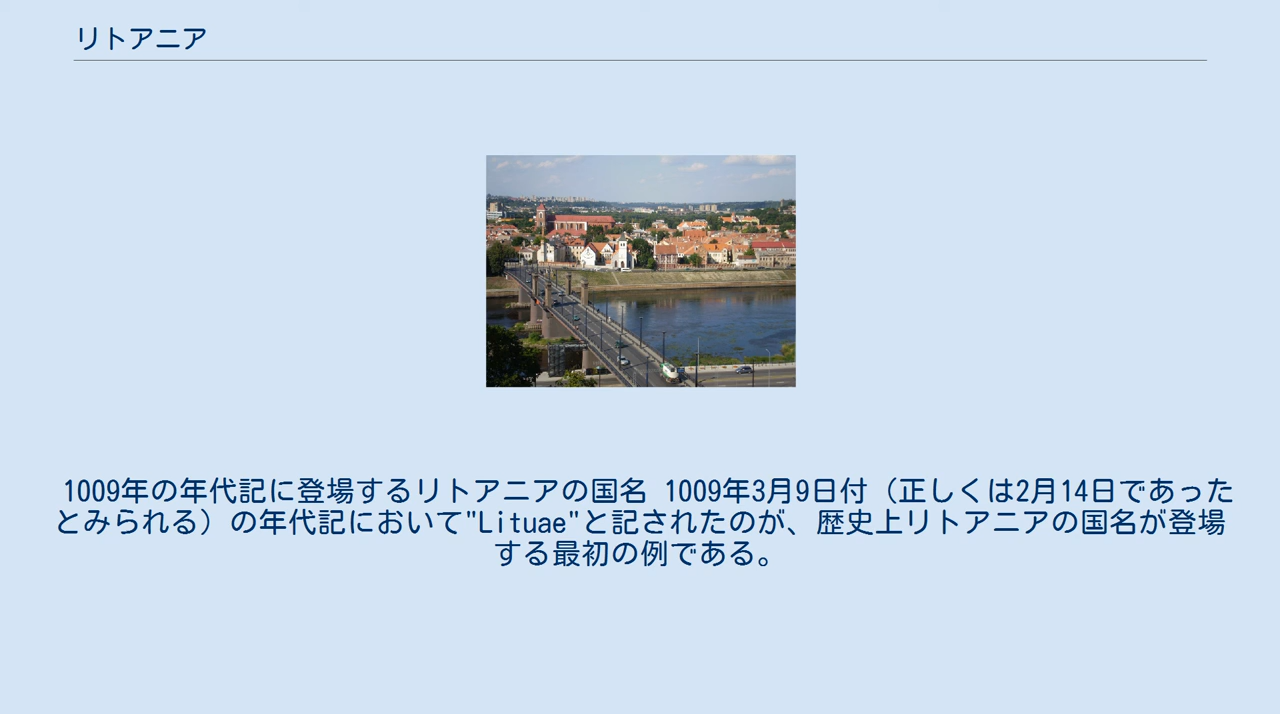 リトアニア
1009年の年代記に登場するリトアニアの国名 1009年3月9日付（正しくは2月14日であった
とみられる）の年代記において"Lituae"と記されたのが、歴史上リトアニアの国名が登場
する最初の例である。